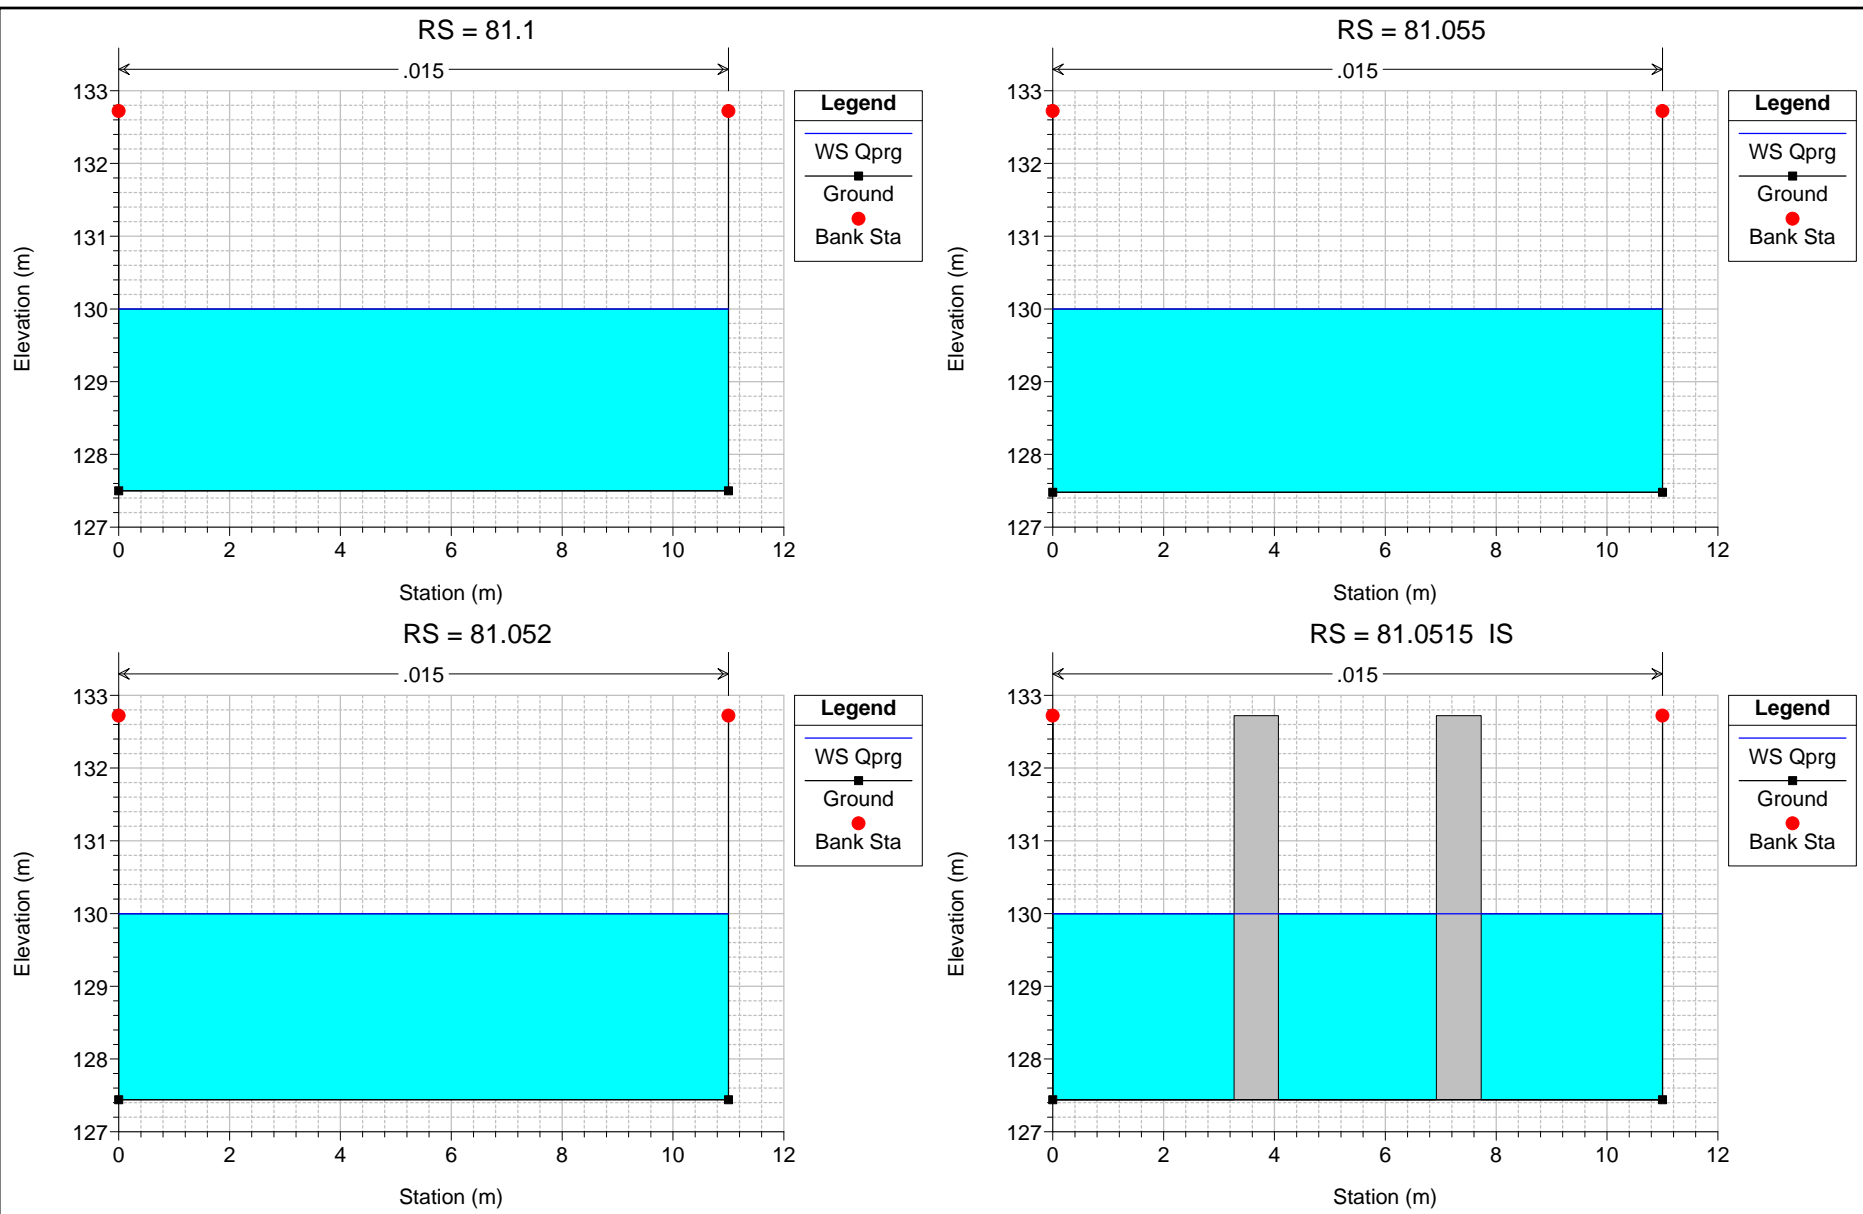 RS = 81.1
.015
133
132
131
130
129
128
127
0 2 4 6 8 10 12
Elevation (m)
Station (m)
Legend
WS Qprg
Ground
Bank Sta
RS = 81.055
.015
133
132
131
130
129
128
127
0 2 4 6 8 10 12
Elevation (m)
Station (m)
Legend
WS Qprg
Ground
Bank Sta
RS = 81.052
.015
133
132
131
130
129
128
127
0 2 4 6 8 10 12
Elevation (m)
Station (m)
Legend
WS Qprg
Ground
Bank Sta
RS = 81.0515 IS
.015
133
132
131
130
129
128
127
0 2 4 6 8 10 12
Elevation (m)
Station (m)
Legend
WS Qprg
Ground
Bank Sta